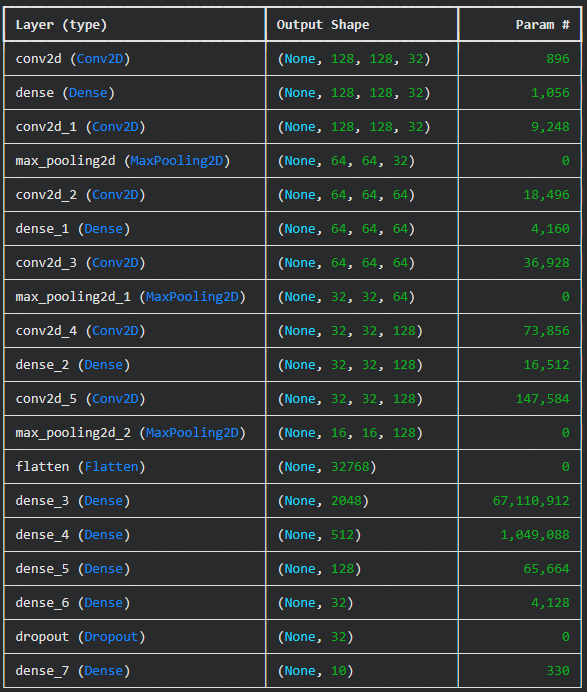 Layer (type) Output Shape Param #
conv2d (Conv2D) (None, 128, 128, 32) 896
dense (Dense) (None, 128, 128, 32) 1,056
conv2d_1 (Conv2D) (None, 128, 128, 32) 9,248
max_pooling2d (MaxPooling2D) (None, 64, 64, 32) 0
conv2d_2 (Conv2D) (None, 64, 64, 64) 18,496
dense_1 (Dense) (None, 64, 64, 64) 4,160
conv2d_3 (Conv2D) (None, 64, 64, 64) 36,928
max_pooling2d_1 (MaxPooling2D) (None, 32, 32, 64) 0
conv2d_4 (Conv2D) (None, 32, 32, 128) 73,856
dense_2 (Dense) (None, 32, 32, 128) 16,512
conv2d_5 (Conv2D) (None, 32, 32, 128) 147,584
max_pooling2d_2 (MaxPooling2D) (None, 16, 16, 128) 0
flatten (Flatten) (None, 32768) 0
dense_3 (Dense) (None, 2048) 67,110,912
dense_4 (Dense) (None, 512) 1,049,088
dense_5 (Dense) (None, 128) 65,664
dense_6 (Dense) (None, 32) 4,128
dropout (Dropout) (None, 32) 0
dense_7 (Dense) (None, 10) 330